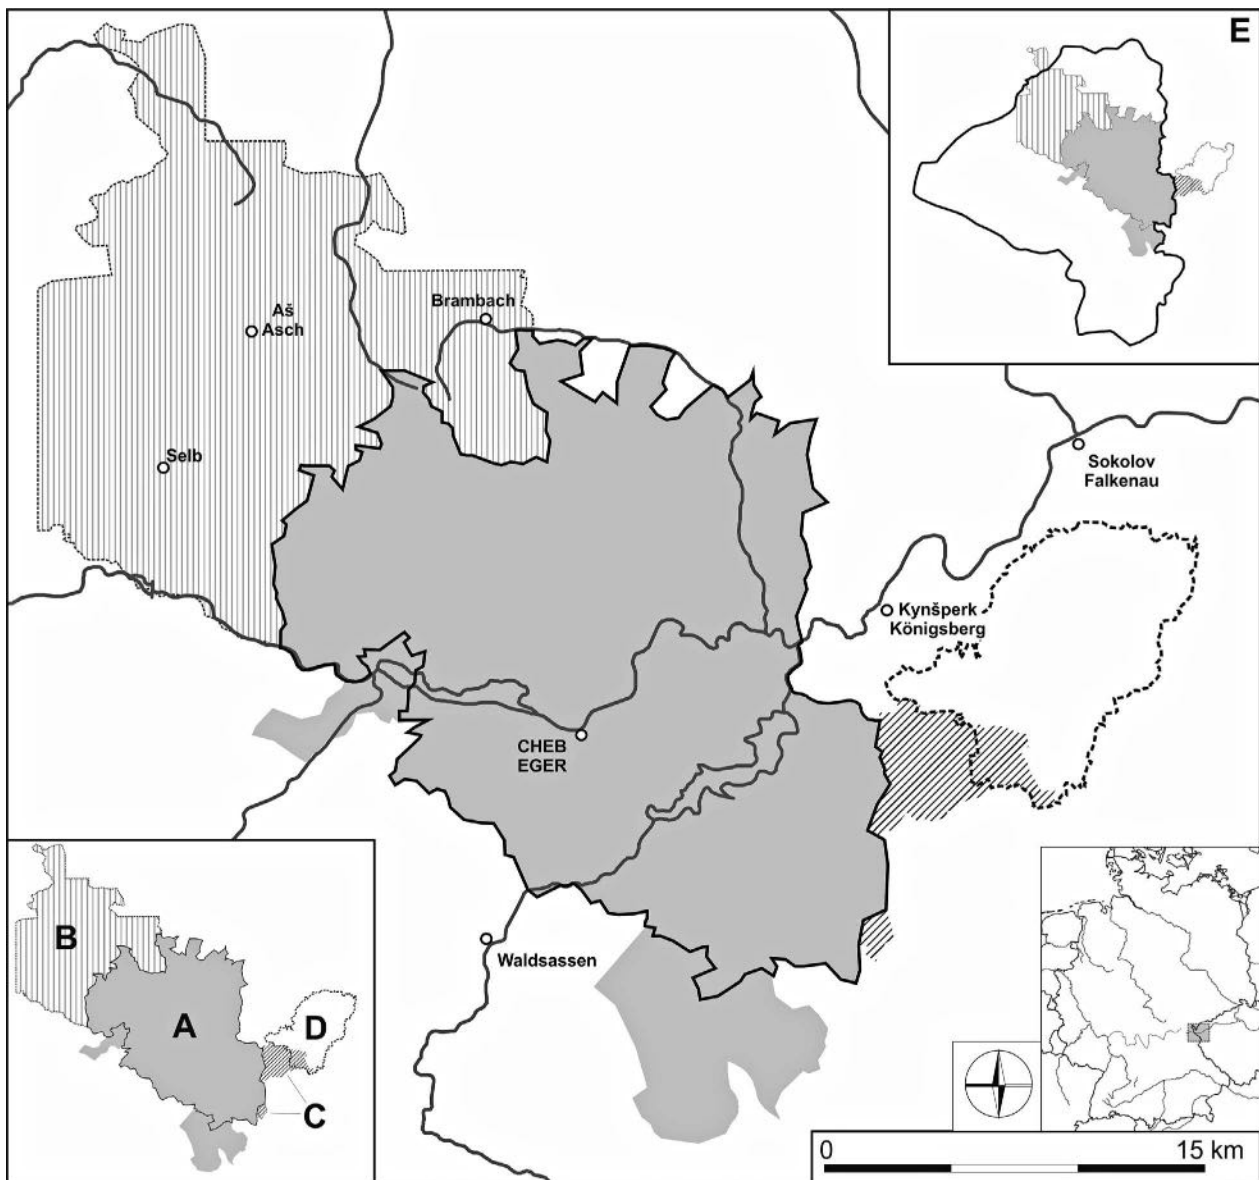 E
Brambach
Aš
Asch
Selb
Sokolov
Falkenau
Kynšperk
Königsberg
CHEB
EGER
Waldsassen
B
A
D
C
0 15 km